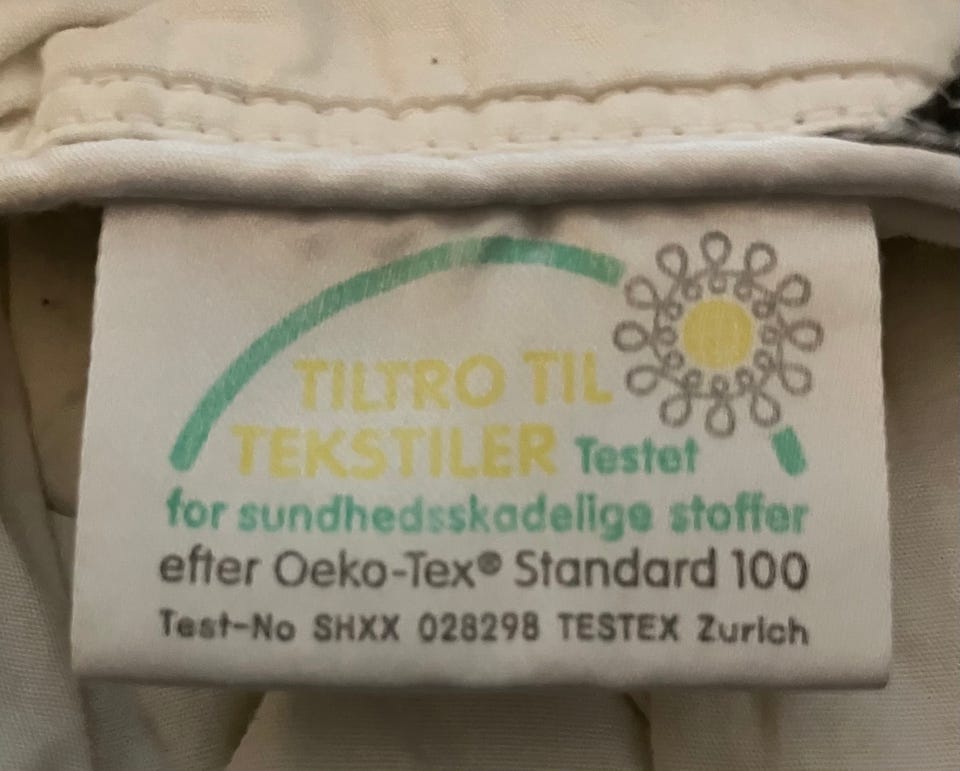 TILTRO TIL
TEKSTILER Testet
for sundhedsskadelige stoffer
efter Oeko-Tex® Standard 100
Test-No SHXX 028298 TESTEX Zurich